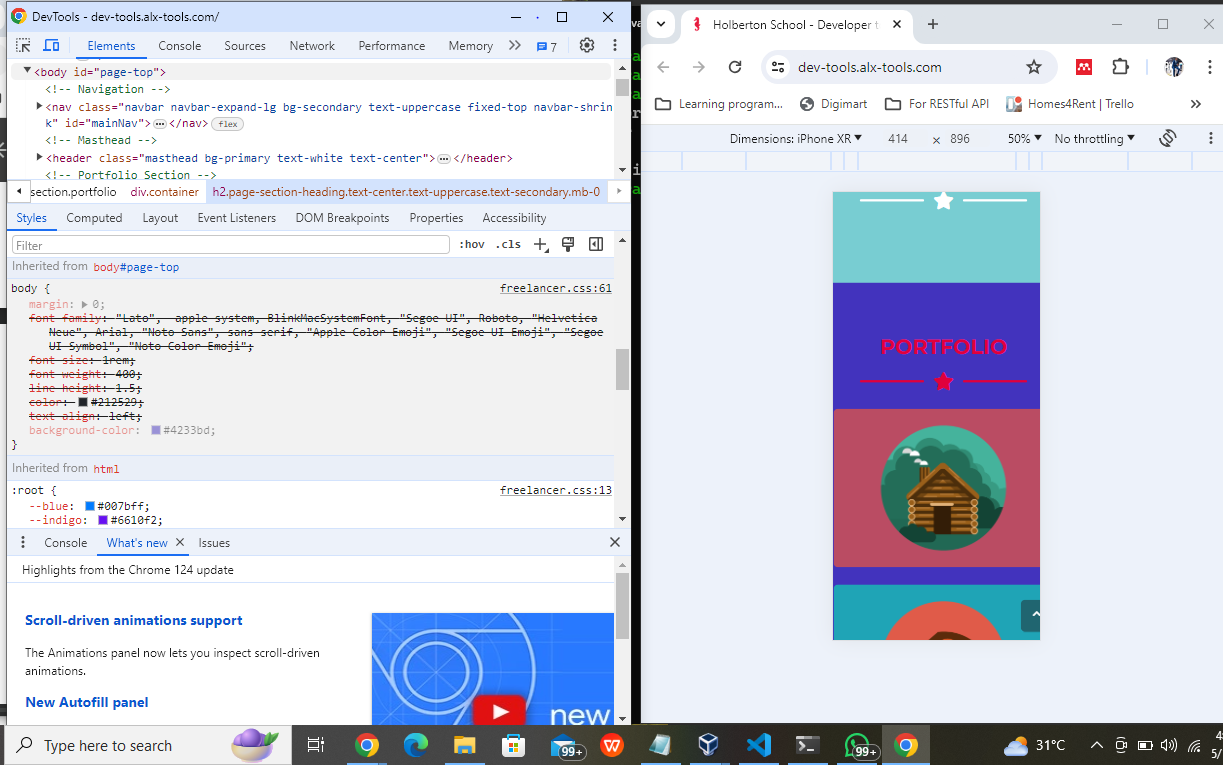 DevTools - dev-tools.alx-tools.com/
Elements Console Sources Network Performance Memory 7
<body id="page-top">
<!-- Navigation -->
<nav class="navbar navbar-expand-lg bg-secondary text-uppercase fixed-top navbar-shrin
k" id="mainNav"> … </nav> flex
<!-- Masthead -->
<header class="masthead bg-primary text-white text-center"> … </header>
<!-- Portfolio Section -->
section.portfolio div.container h2.page-section-heading.text-center.text-uppercase.text-secondary.mb-0
Styles Computed Layout Event Listeners DOM Breakpoints Properties Accessibility
Filter :hov .cls
Inherited from body#page-top
body { freelancer.css:61
margin: 0;
font-family: "Lato", -apple-system, BlinkMacSystemFont, "Segoe UI", Roboto, "Helvetica
Neue", Arial, "Noto Sans", sans-serif, "Apple Color Emoji", "Segoe UI Emoji", "Segoe
UI Symbol", "Noto Color Emoji";
font-size: 1rem;
font-weight: 400;
line-height: 1.5;
color: #212529;
text-align: left;
background-color: #4233bd;
}
Inherited from html
:root { freelancer.css:13
--blue: #007bff;
--indigo: #6610f2;
Console What's new Issues
Highlights from the Chrome 124 update
Scroll-driven animations support
The Animations panel now lets you inspect scroll-driven
animations.
New Autofill panel
new
Holberton School - Developer t
dev-tools.alx-tools.com
Learning program... Digimart For RESTful API Homes4Rent | Trello
Dimensions: iPhone XR 414 × 896 50% No throttling
PORTFOLIO
Type here to search 99+ 99+ 31°C